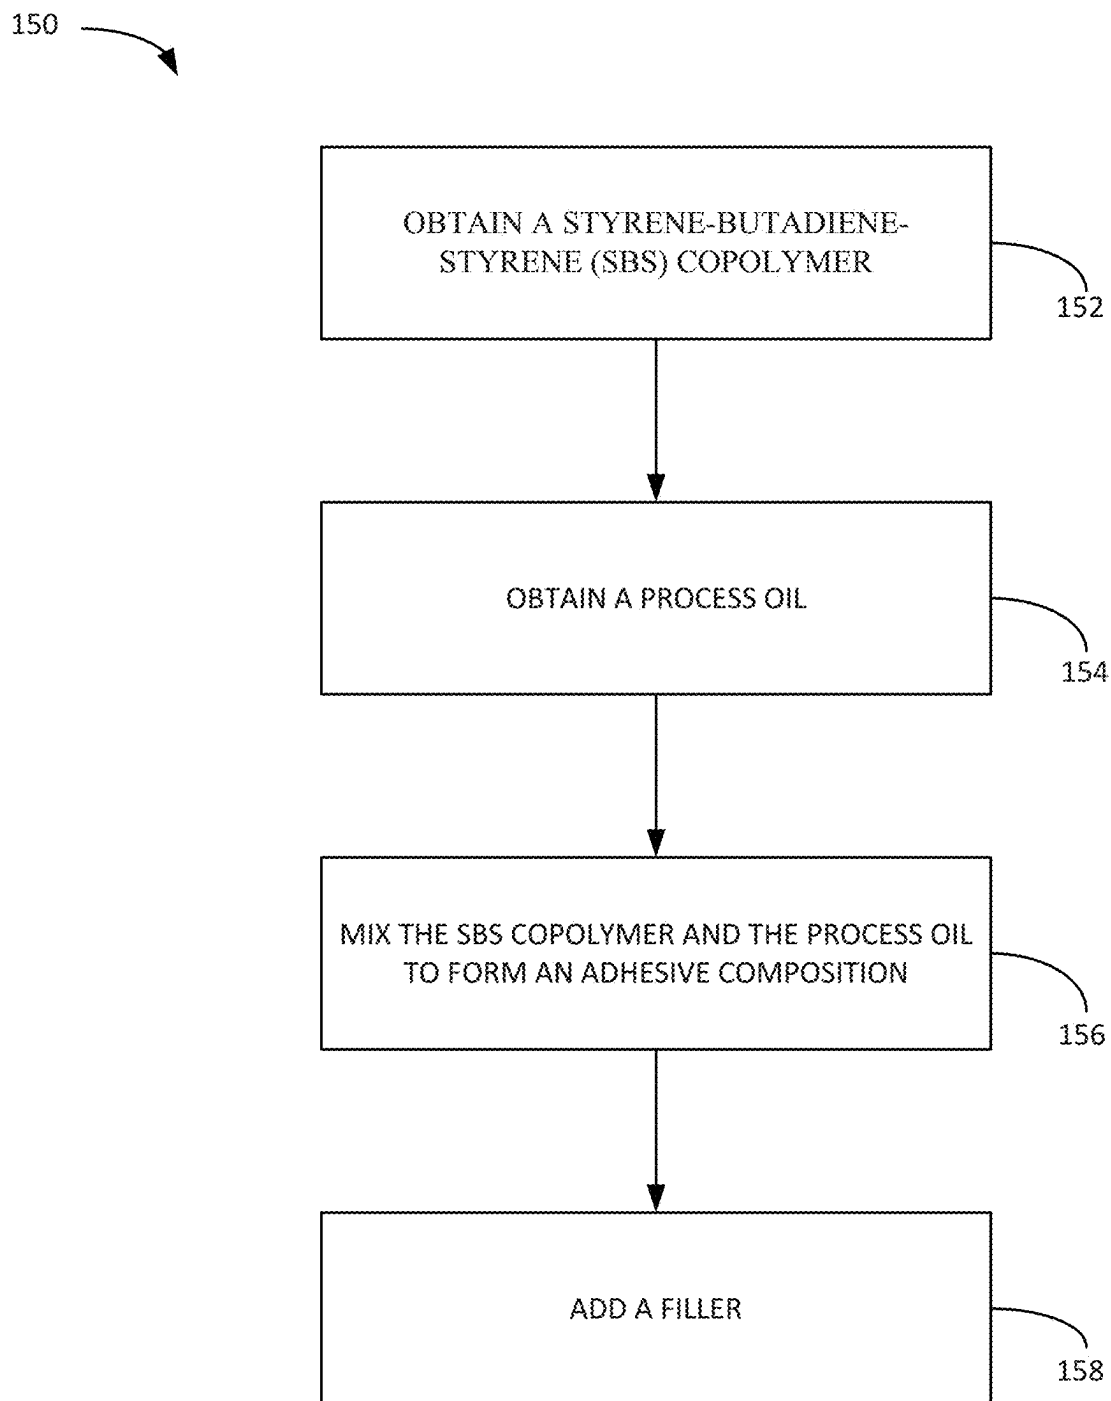 150
OBTAIN A STYRENE-BUTADIENE-
STYRENE (SBS) COPOLYMER
152
OBTAIN A PROCESS OIL
154
MIX THE SBS COPOLYMER AND THE PROCESS OIL
TO FORM AN ADHESIVE COMPOSITION
156
ADD A FILLER
158